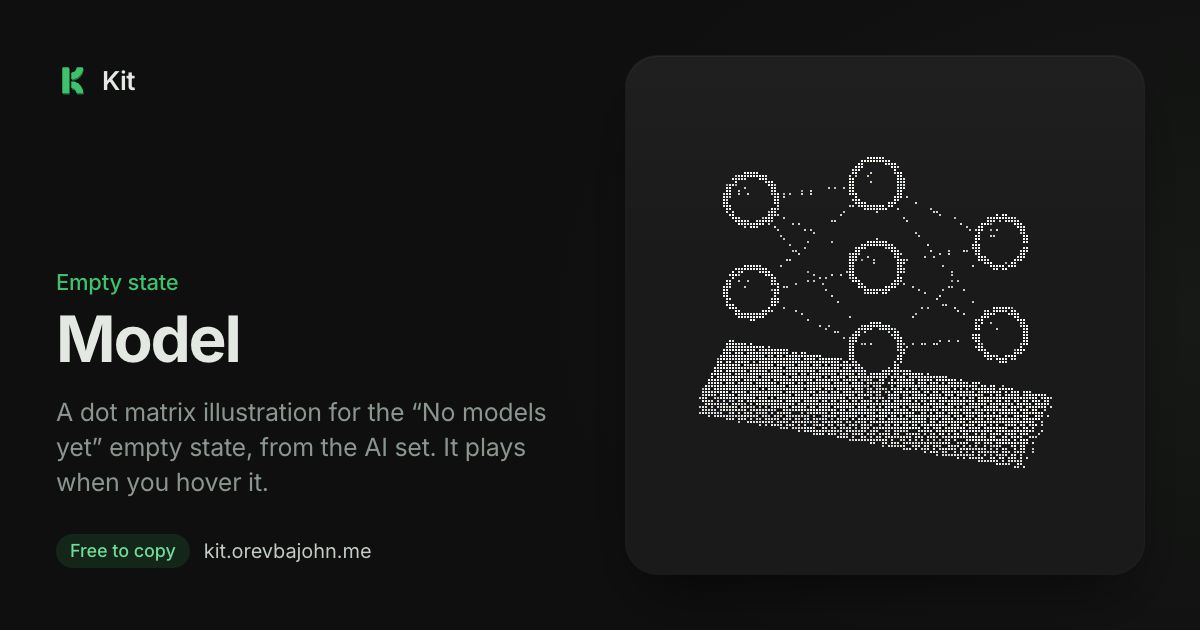 Kit
Empty state
Model
A dot matrix illustration for the “No models
yet” empty state, from the AI set. It plays
when you hover it.
Free to copy
kit.orevbajohn.me